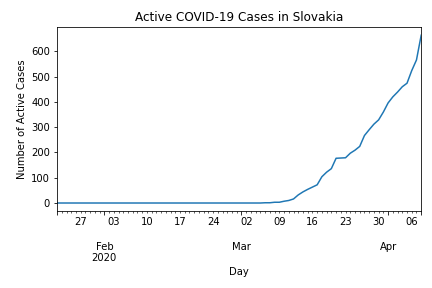 Active COVID-19 Cases in Slovakia
Number of Active Cases
600
500
400
300
200
100
0
27 03 10 17 24 02 09 16 23 30 06
Feb Mar Apr
2020
Day